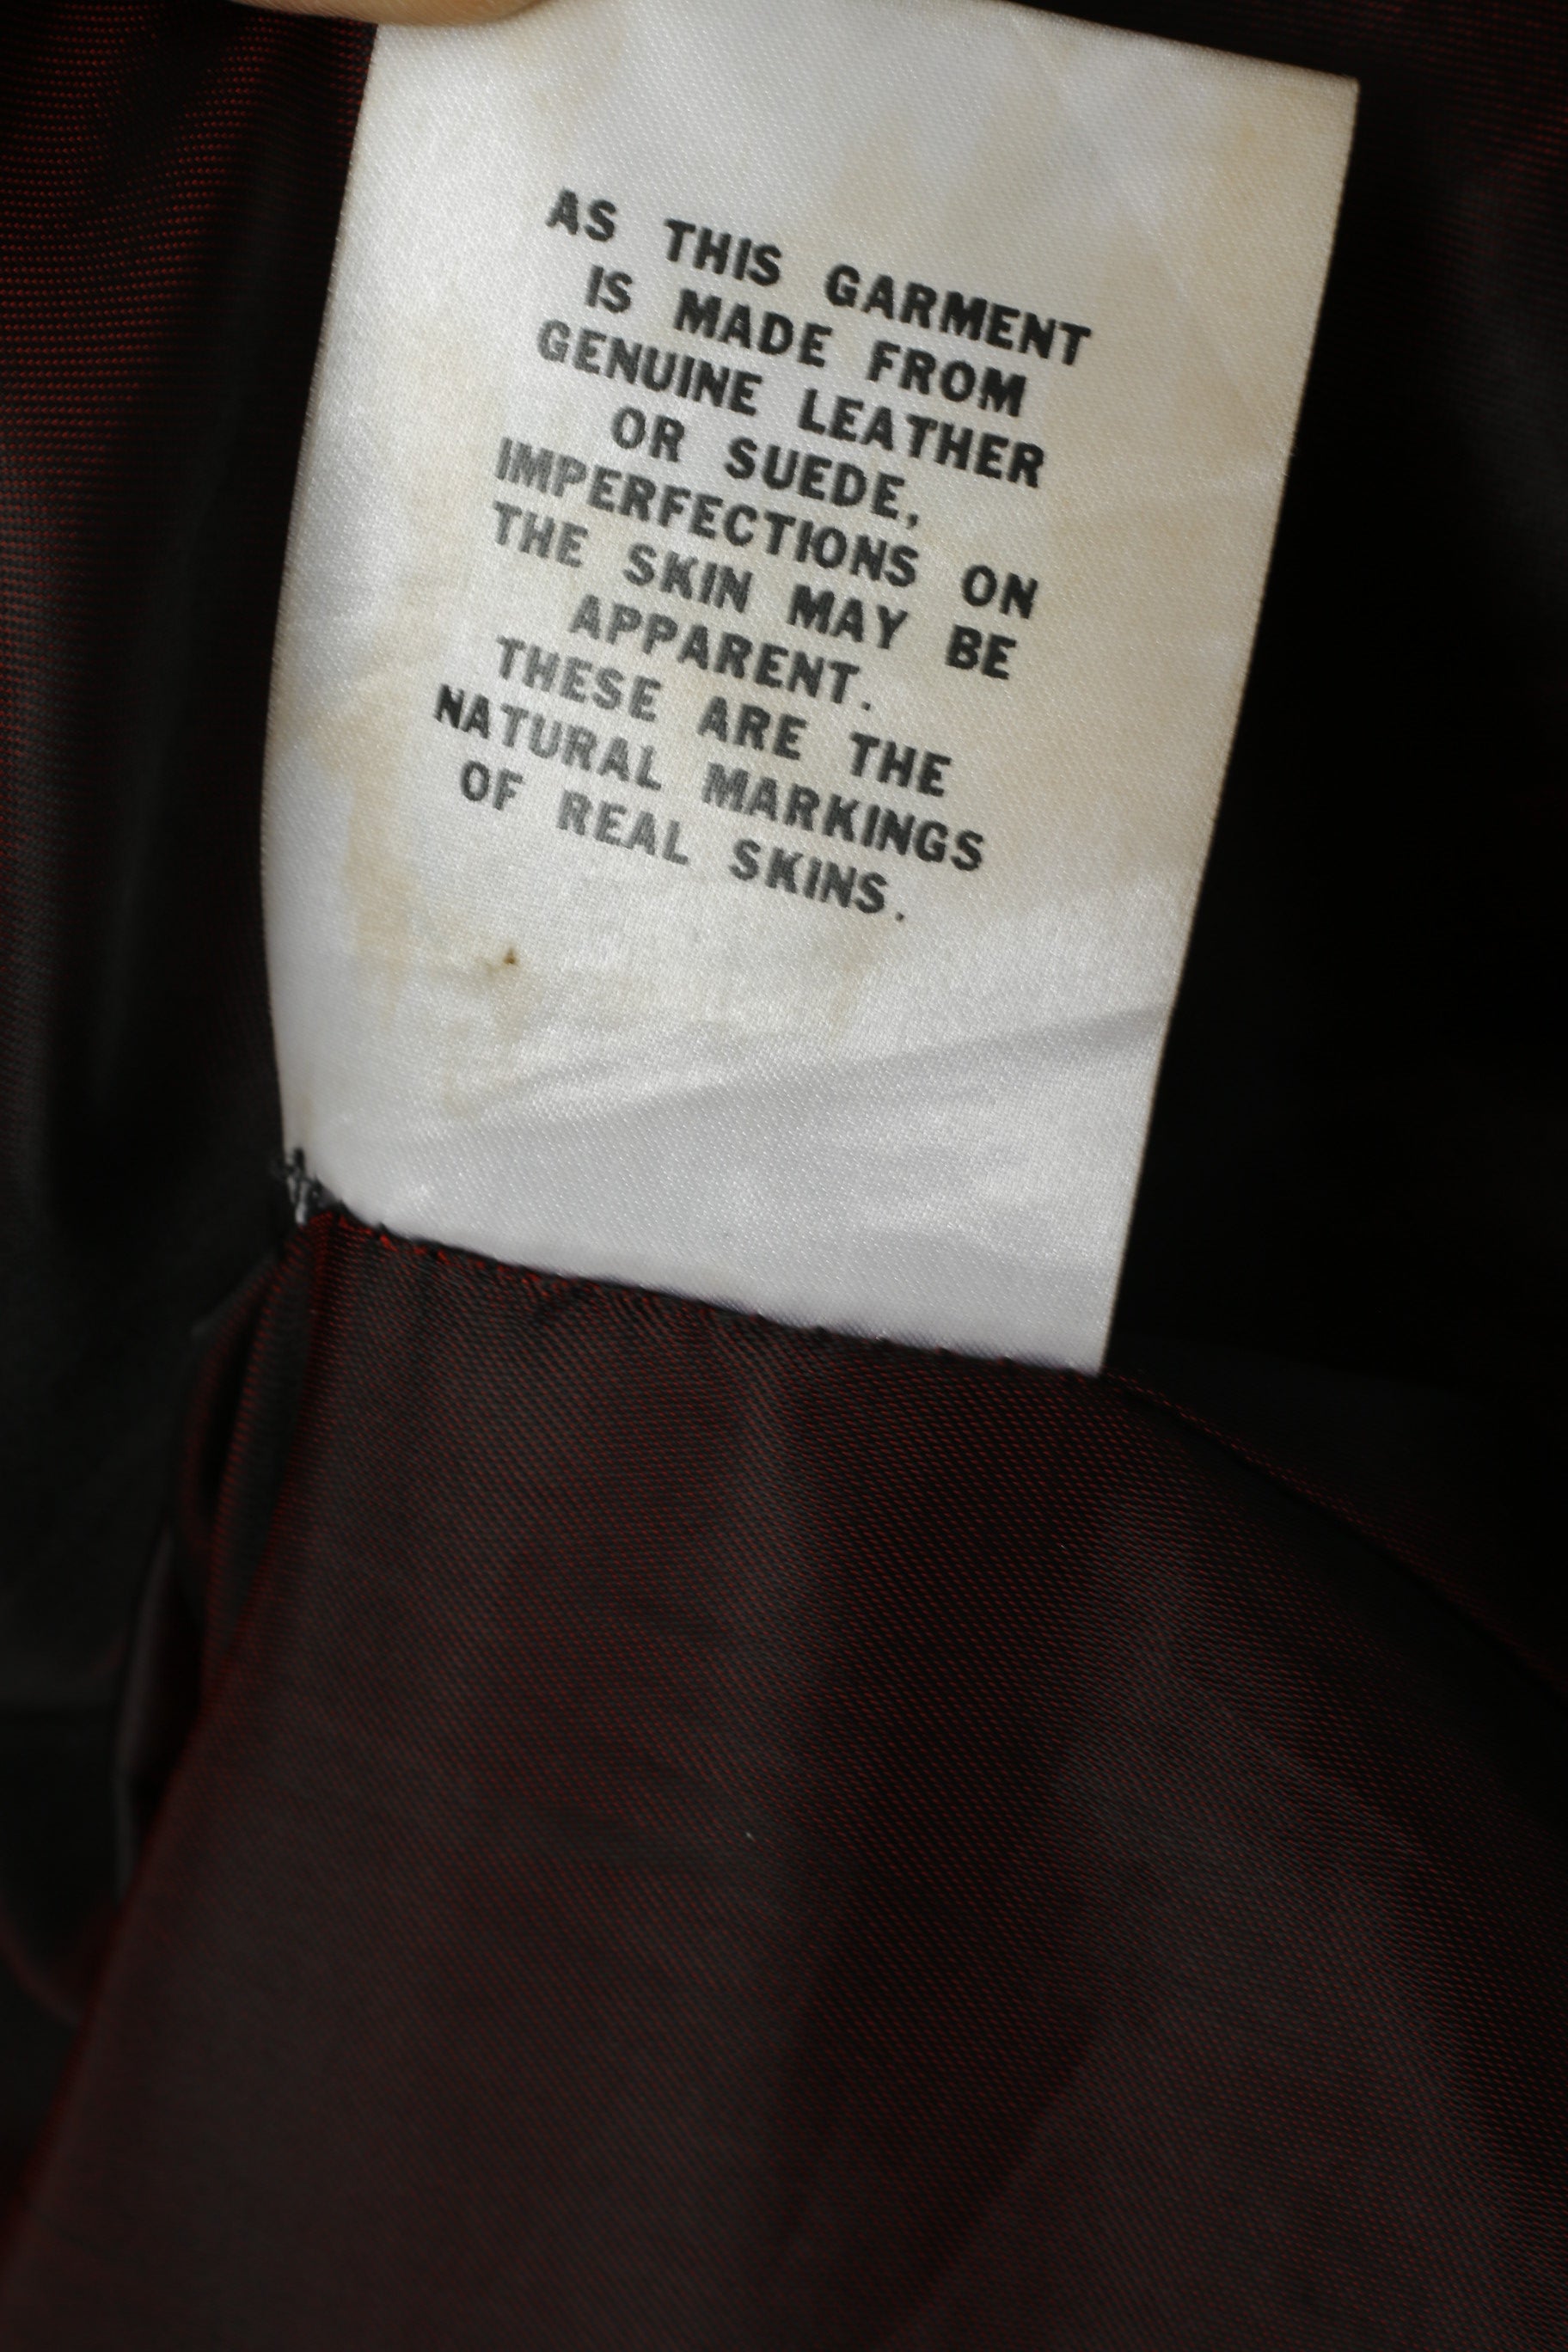 AS THIS GARMENT
IS MADE FROM
GENUINE LEATHER
OR SUEDE,
IMPERFECTIONS ON
THE SKIN MAY BE
APPARENT.
THESE ARE THE
NATURAL MARKINGS
OF REAL SKINS.